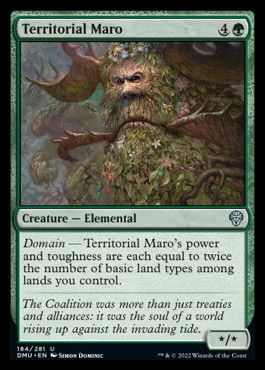 Territorial Maro 4
Creature — Elemental
Domain — Territorial Maro's power
and toughness are each equal to twice
the number of basic land types among
lands you control.
The Coalition was more than just treaties
and alliances: it was the soul of a world
rising up against the invading tide.
*/*
184/281 U
DMU • EN Simon Dominic
™ & © 2022 Wizards of the Coast